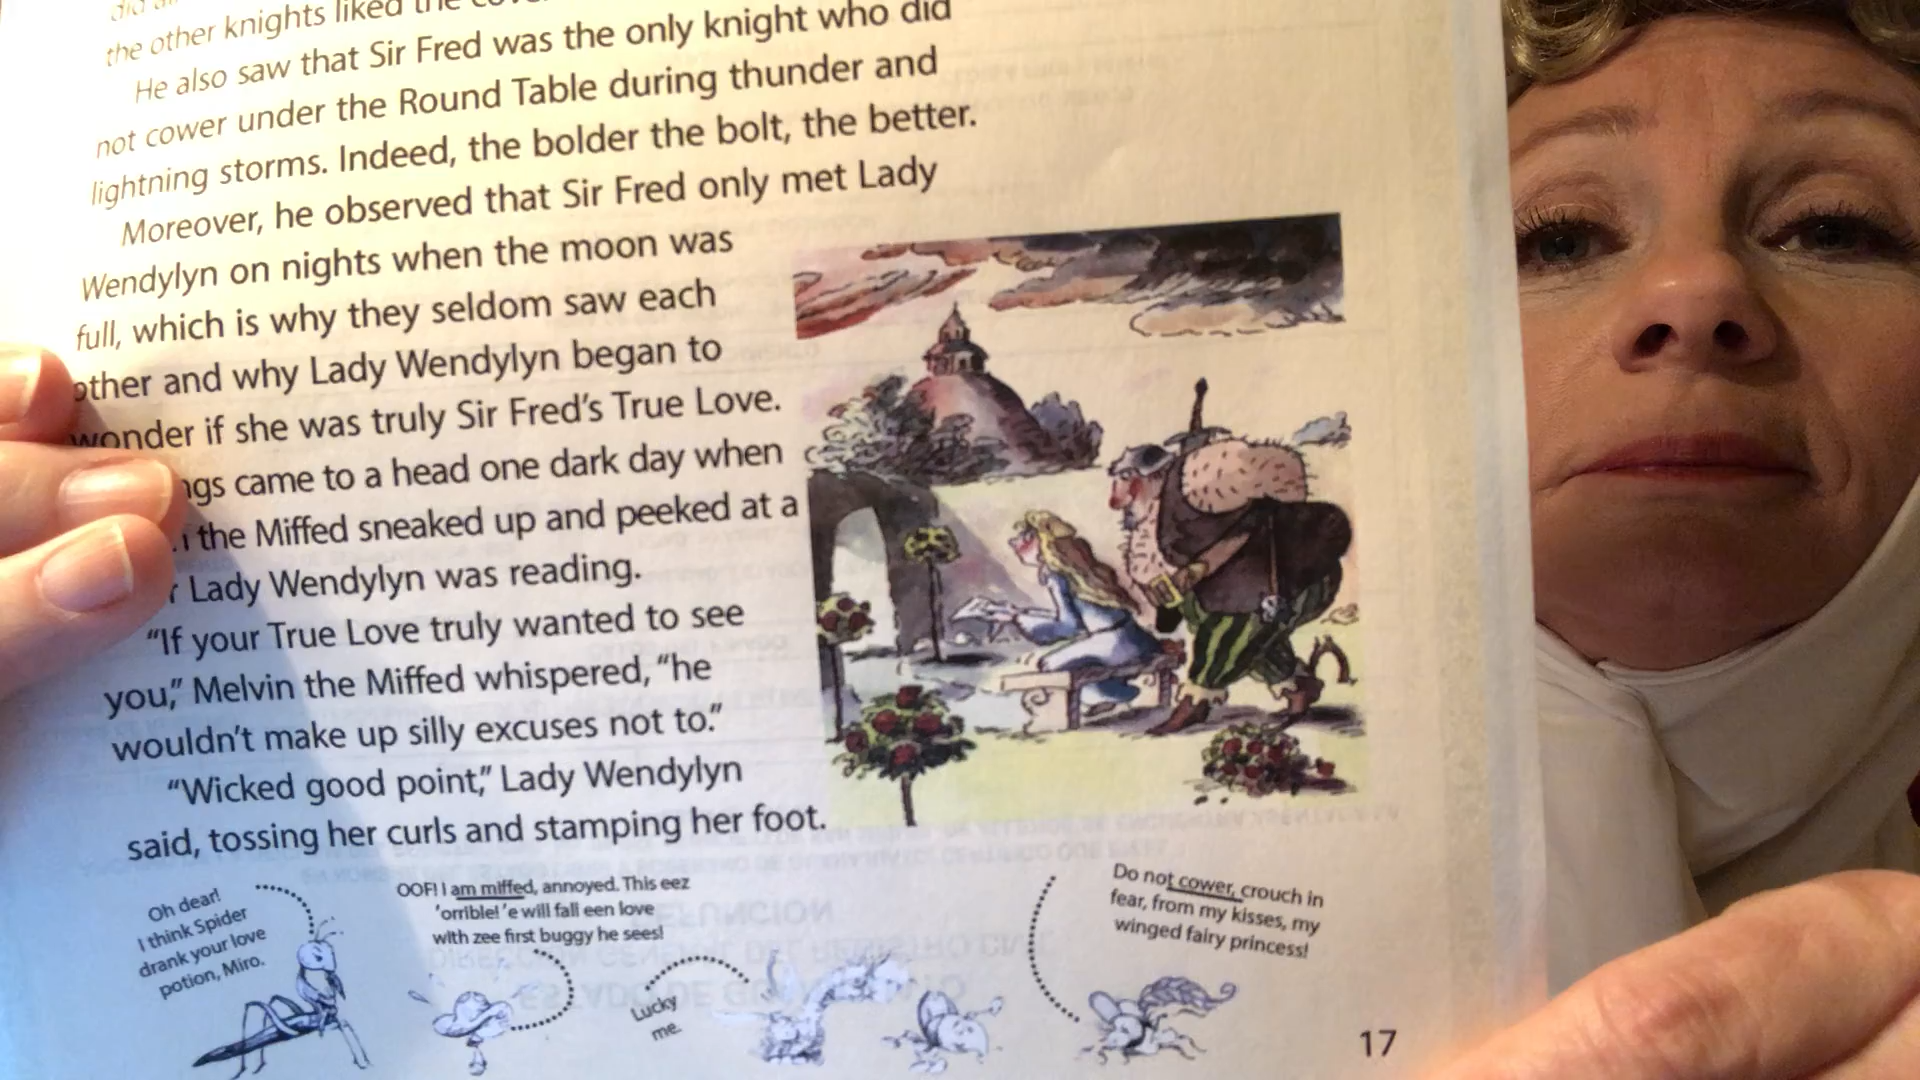 the other knights liked the
He also saw that Sir Fred was the only knight who did
not cower under the Round Table during thunder and
lightning storms. Indeed, the bolder the bolt, the better.
Moreover, he observed that Sir Fred only met Lady
Wendylyn on nights when the moon was
full, which is why they seldom saw each
other and why Lady Wendylyn began to
wonder if she was truly Sir Fred's True Love.
ngs came to a head one dark day when
the Miffed sneaked up and peeked at a
r Lady Wendylyn was reading.
“If your True Love truly wanted to see
you,” Melvin the Miffed whispered, “he
wouldn't make up silly excuses not to.”
“Wicked good point,” Lady Wendylyn
said, tossing her curls and stamping her foot.
Oh dear!
I think Spider
drank your love
potion, Miro.
OOF! I am miffed, annoyed. This eez
'orrible! 'e will fall een love
with zee first buggy he sees!
Lucky
me.
Do not cower, crouch in
fear, from my kisses, my
winged fairy princess!
17